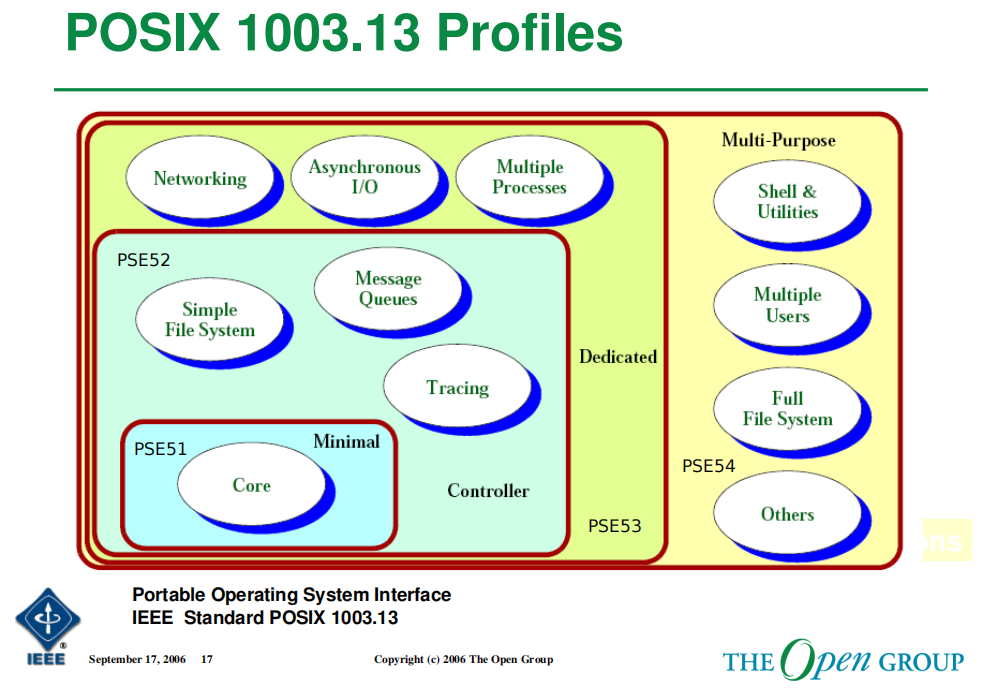 POSIX 1003.13 Profiles
Networking
Asynchronous
I/O
Multiple
Processes
Multi-Purpose
Shell &
Utilities
PSE52
Message
Queues
Simple
File System
Multiple
Users
Dedicated
Tracing
Full
File System
PSE51
Minimal
Core
Controller
PSE54
PSE53
Others
ns
Portable Operating System Interface
IEEE Standard POSIX 1003.13
IEEE
®
September 17, 2006 17
Copyright (c) 2006 The Open Group
THE Open GROUP